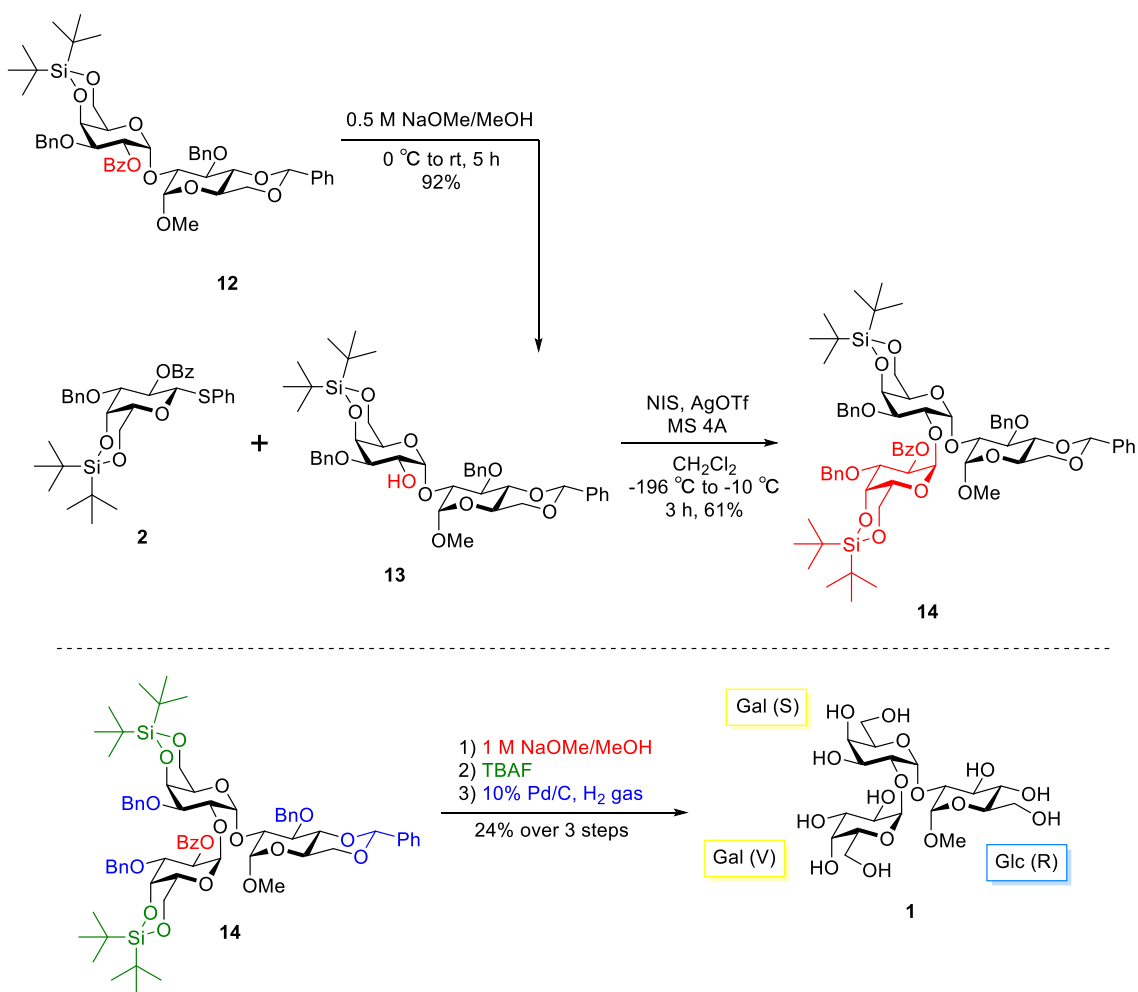 Si
O
O
O
BnO
BzO
O
BnO
O
O
O
Ph
OMe
12
0.5 M NaOMe/MeOH
0 °C to rt, 5 h
92%
OBz
BnO
SPh
O
O
Si
O
2
+
Si
O
O
O
BnO
HO
O
BnO
O
O
O
Ph
OMe
13
NIS, AgOTf
MS 4A
CH2Cl2
-196 °C to -10 °C
3 h, 61%
Si
O
O
O
BnO
O
BnO
O
BzO
BnO
O
O
O
O
Ph
OMe
O
Si
O
14
Si
O
O
O
BnO
O
BnO
O
BzO
BnO
O
O
O
O
Ph
OMe
O
Si
O
14
1) 1 M NaOMe/MeOH
2) TBAF
3) 10% Pd/C, H2 gas
24% over 3 steps
Gal (S)
HO
OH
O
HO
O
HO
O
HO
HO
O
O
OH
OMe
HO
HO
OH
Gal (V)
Glc (R)
1